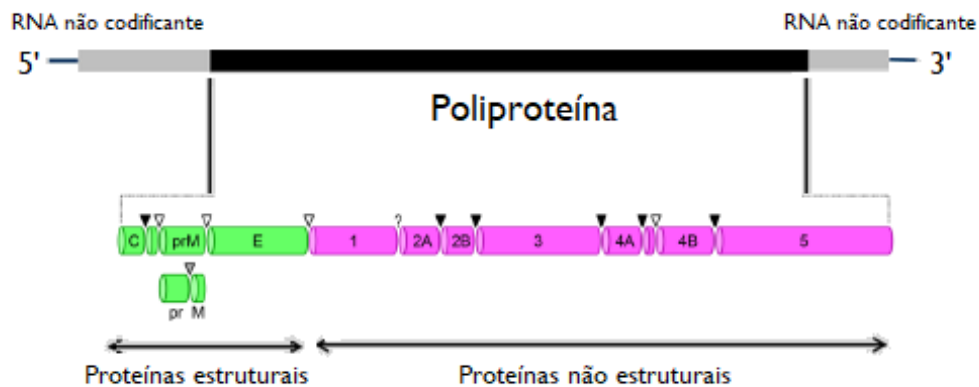 RNA não codificante RNA não codificante
5' 3'
Poliproteína
C prM E 1 ? 2A 2B 3 4A 4B 5
pr M
Proteínas estruturais Proteínas não estruturais